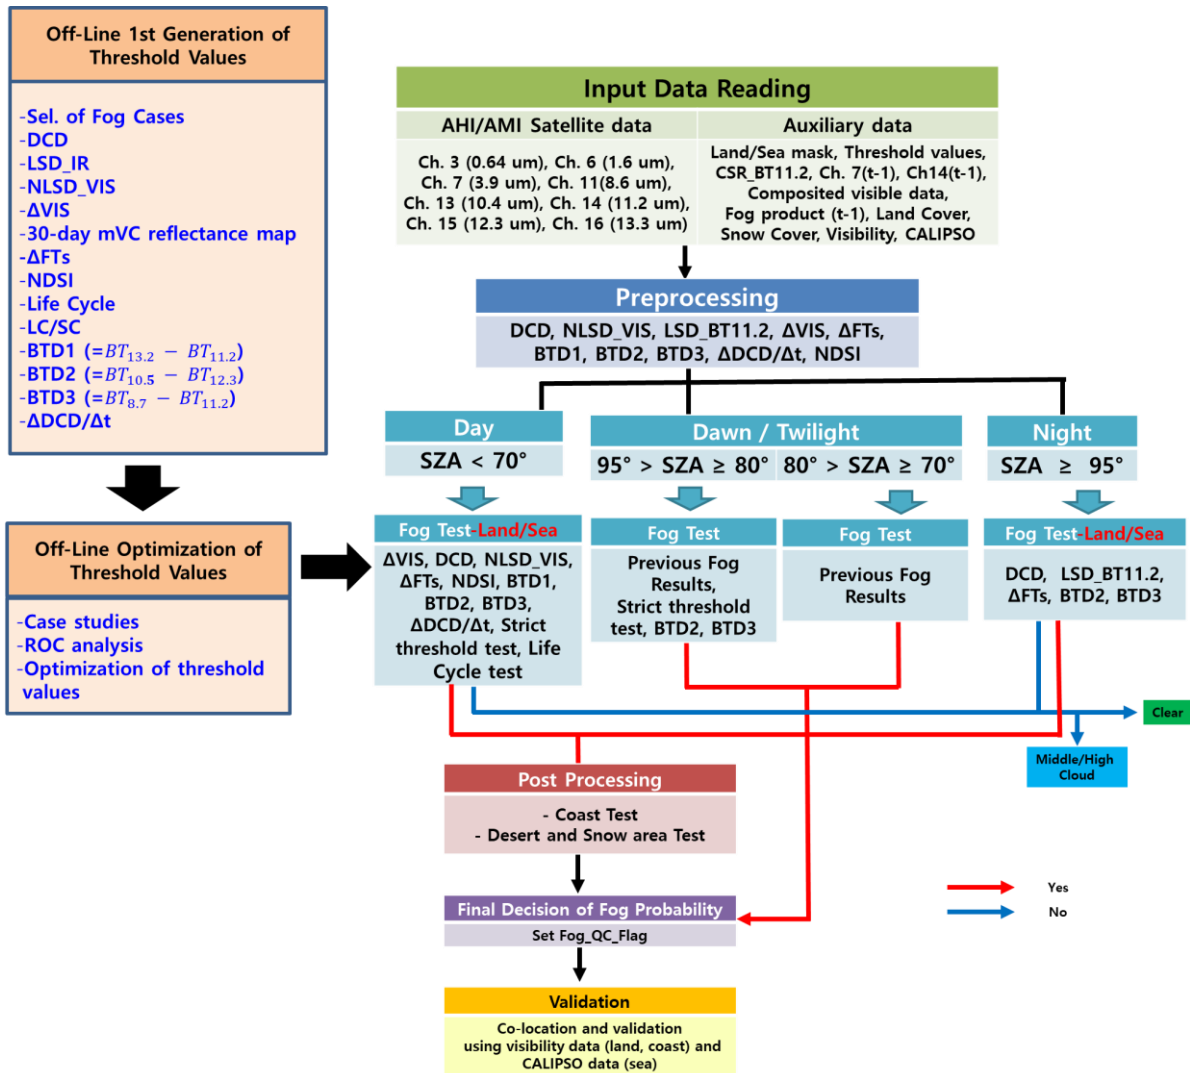 Off-Line 1st Generation of
Threshold Values
-Sel. of Fog Cases
-DCD
-LSD_IR
-NLSD_VIS
-ΔVIS
-30-day mVC reflectance map
-ΔFTs
-NDSI
-Life Cycle
-LC/SC
-BTD1 (=BT13.2 − BT11.2)
-BTD2 (=BT10.5 − BT12.3)
-BTD3 (=BT8.7 − BT11.2)
-ΔDCD/Δt
Off-Line Optimization of
Threshold Values
-Case studies
-ROC analysis
-Optimization of threshold
values
Input Data Reading
AHI/AMI Satellite data
Ch. 3 (0.64 um), Ch. 6 (1.6 um),
Ch. 7 (3.9 um), Ch. 11(8.6 um),
Ch. 13 (10.4 um), Ch. 14 (11.2 um),
Ch. 15 (12.3 um), Ch. 16 (13.3 um)
Auxiliary data
Land/Sea mask, Threshold values,
CSR_BT11.2, Ch. 7(t-1), Ch14(t-1),
Composited visible data,
Fog product (t-1), Land Cover,
Snow Cover, Visibility, CALIPSO
Preprocessing
DCD, NLSD_VIS, LSD_BT11.2, ΔVIS, ΔFTs,
BTD1, BTD2, BTD3, ΔDCD/Δt, NDSI
Day
SZA < 70°
Dawn / Twilight
95° > SZA ≥ 80°
80° > SZA ≥ 70°
Night
SZA ≥ 95°
Fog Test-Land/Sea
ΔVIS, DCD, NLSD_VIS,
ΔFTs, NDSI, BTD1,
BTD2, BTD3,
ΔDCD/Δt, Strict
threshold test, Life
Cycle test
Fog Test
Previous Fog
Results,
Strict threshold
test, BTD2, BTD3
Fog Test
Previous Fog
Results
Fog Test-Land/Sea
DCD, LSD_BT11.2,
ΔFTs, BTD2, BTD3
Clear
Middle/High
Cloud
Post Processing
- Coast Test
- Desert and Snow area Test
Final Decision of Fog Probability
Set Fog_QC_Flag
Yes
No
Validation
Co-location and validation
using visibility data (land, coast) and
CALIPSO data (sea)